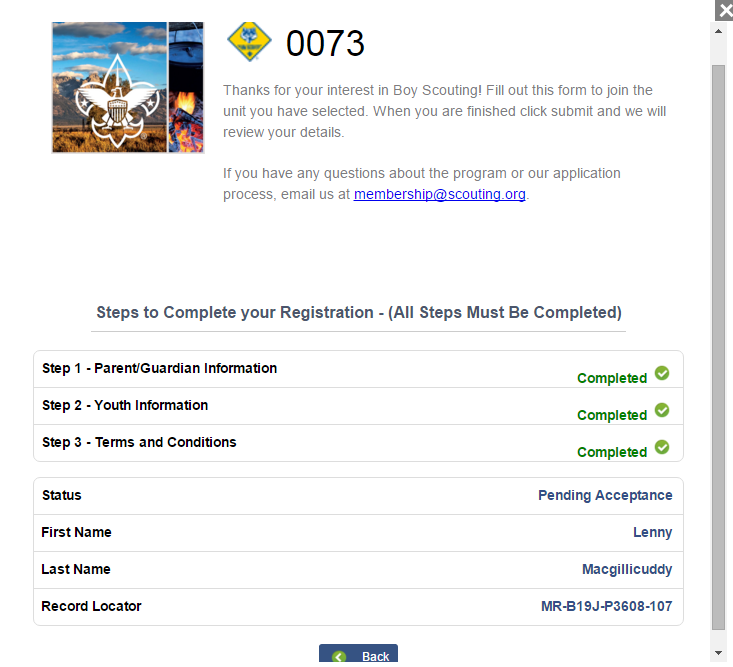 0073
Thanks for your interest in Boy Scouting! Fill out this form to join the
unit you have selected. When you are finished click submit and we will
review your details.
If you have any questions about the program or our application
process, email us at membership@scouting.org.
Steps to Complete your Registration - (All Steps Must Be Completed)
Step 1 - Parent/Guardian Information Completed
Step 2 - Youth Information Completed
Step 3 - Terms and Conditions Completed
Status Pending Acceptance
First Name Lenny
Last Name Macgillicuddy
Record Locator MR-B19J-P3608-107
Back